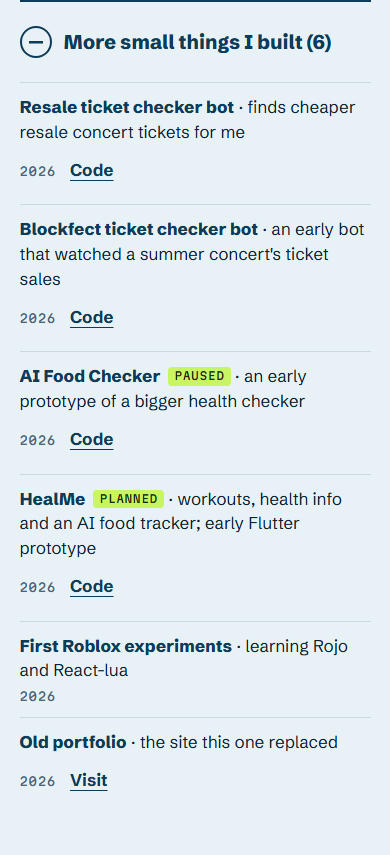 More small things I built (6)
Resale ticket checker bot · finds cheaper
resale concert tickets for me
2026 Code
Blockfect ticket checker bot · an early bot
that watched a summer concert's ticket
sales
2026 Code
AI Food Checker PAUSED · an early
prototype of a bigger health checker
2026 Code
HealMe PLANNED · workouts, health info
and an AI food tracker; early Flutter
prototype
2026 Code
First Roblox experiments · learning Rojo
and React-lua
2026
Old portfolio · the site this one replaced
2026 Visit